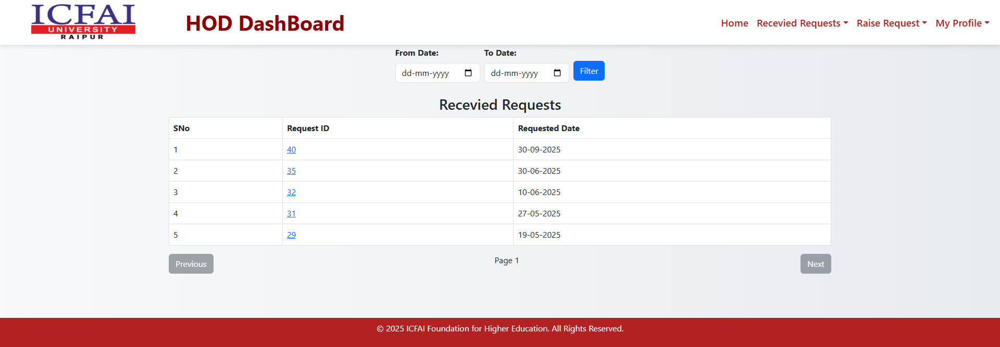 ICFAI
UNIVERSITY
RAIPUR
HOD DashBoard
Home Recevied Requests Raise Request My Profile
From Date: To Date:
dd-mm-yyyy dd-mm-yyyy Filter
Recevied Requests
SNo Request ID Requested Date
1 40 30-09-2025
2 35 30-06-2025
3 32 10-06-2025
4 31 27-05-2025
5 29 19-05-2025
Previous Page 1 Next
© 2025 ICFAI Foundation for Higher Education. All Rights Reserved.